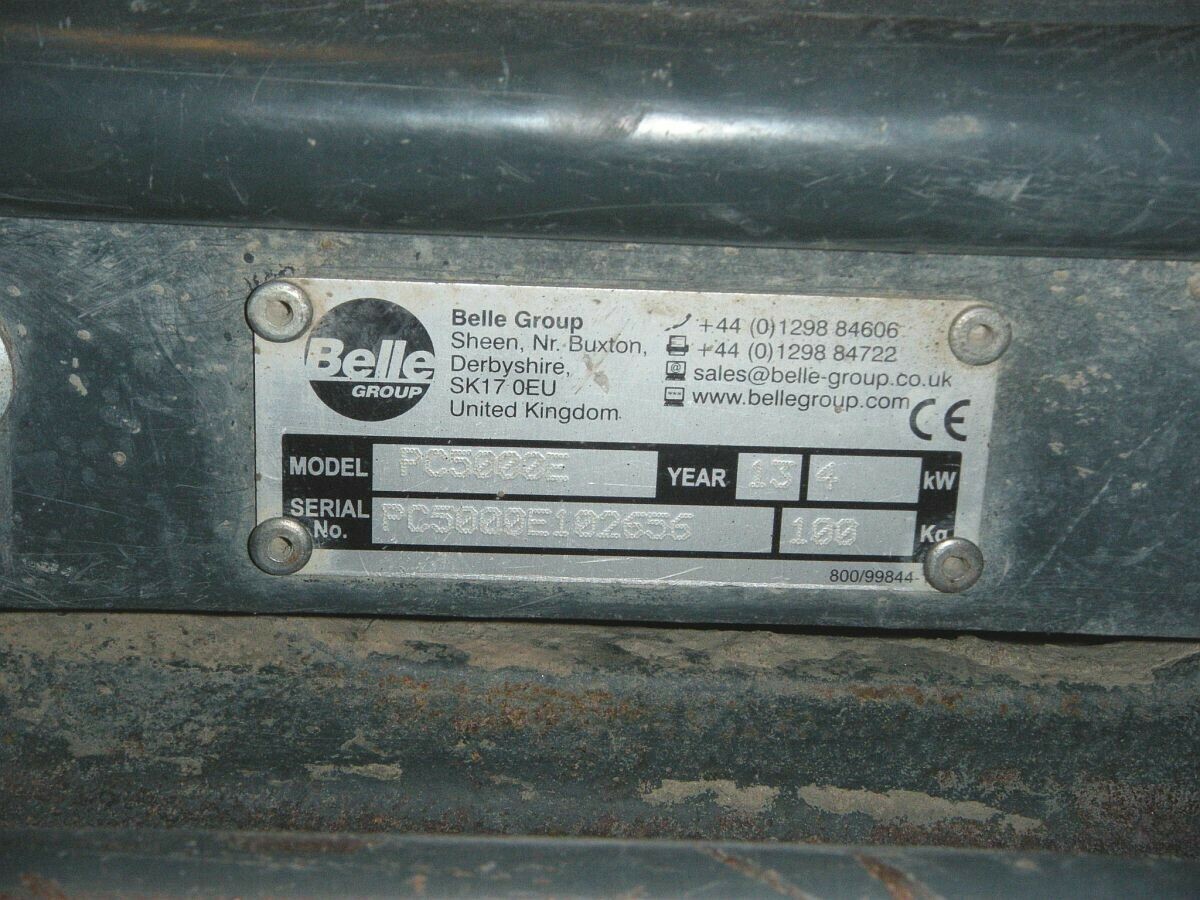 Belle
GROUP
Belle Group
Sheen, Nr. Buxton,
Derbyshire,
SK17 0EU
United Kingdom
+44 (0)1298 84606
+44 (0)1298 84722
sales@belle-group.co.uk
www.bellegroup.com
CE
MODEL PC5000E YEAR 13 4 kW
SERIAL No. PC5000E102656 100 Kg
800/99844-